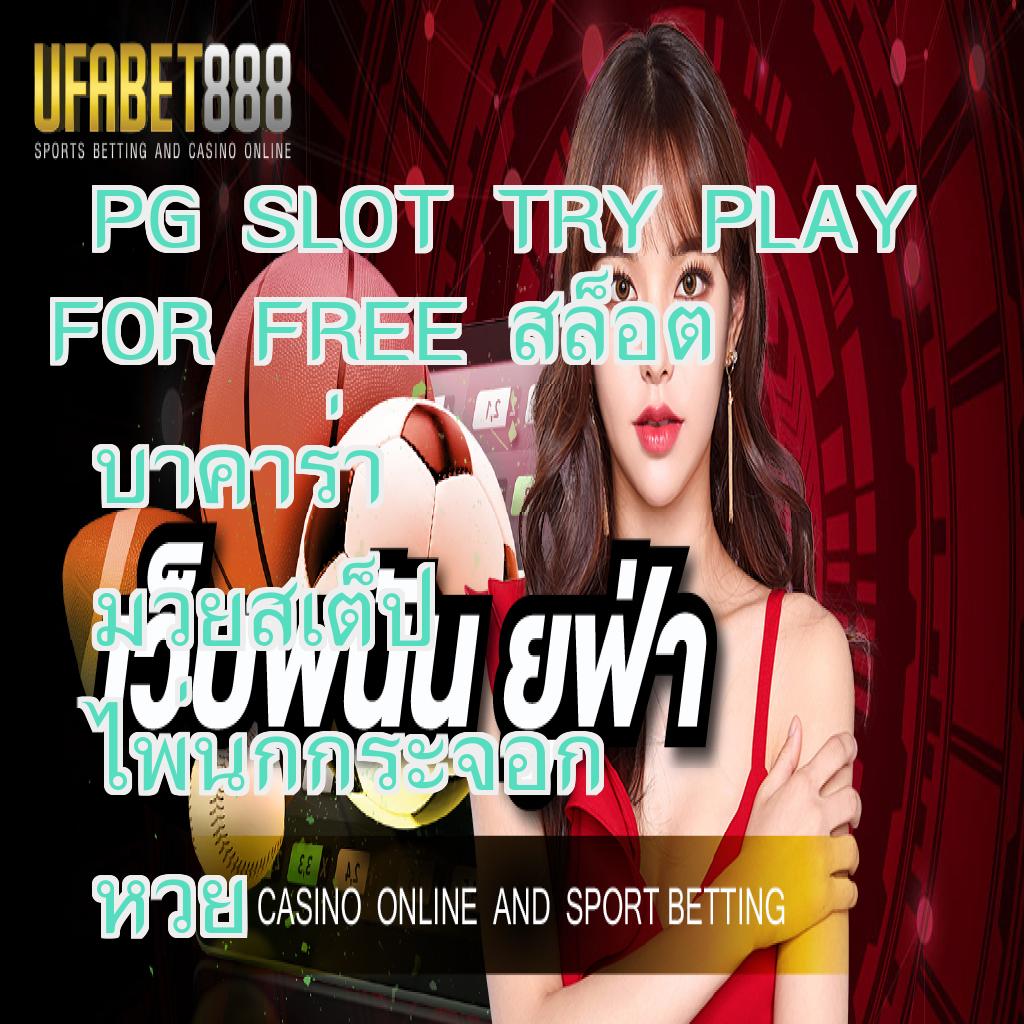 UFABET888
SPORTS BETTING AND CASINO ONLINE
PG SLOT TRY PLAY
FOR FREE สล็อต
บาคาร่า
มวยสเต็ป
เว็บพนัน ยูฟ่า
ไพ่นกกระจอก
หวย
CASINO ONLINE AND SPORT BETTING